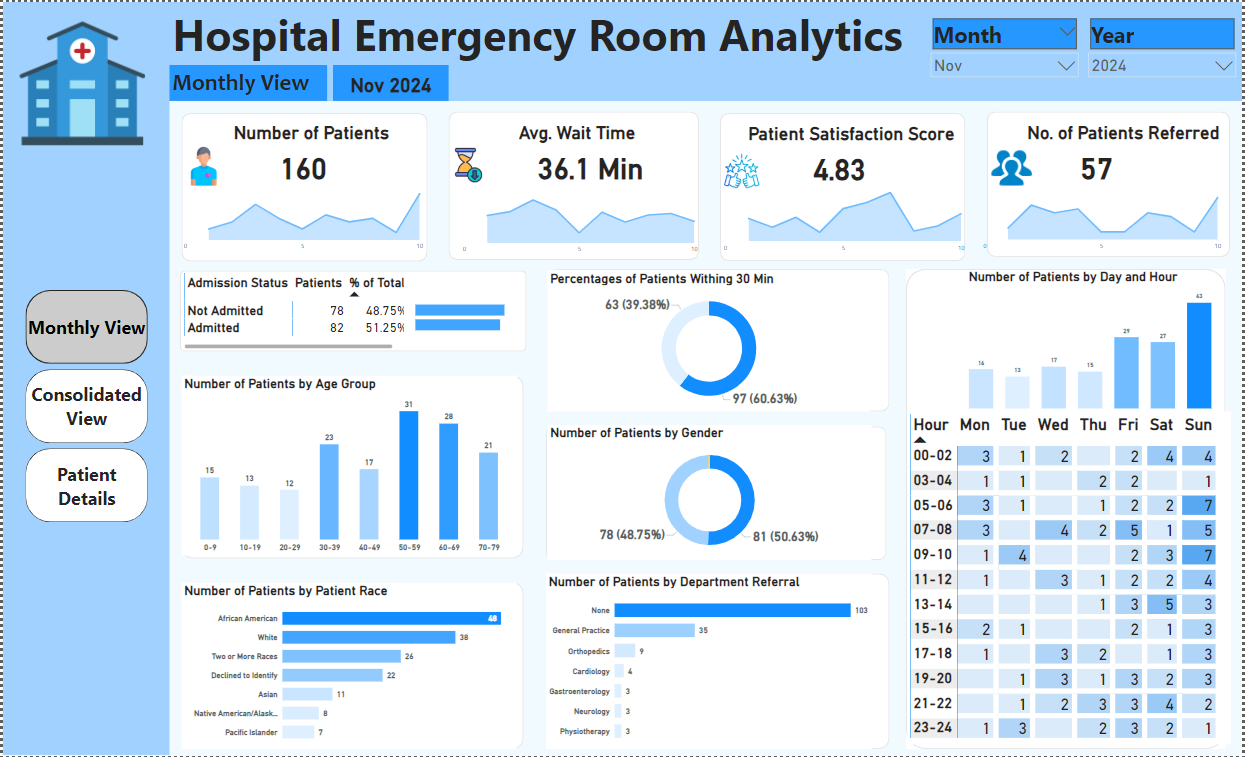 Hospital Emergency Room Analytics
Month
Year
Nov
2024
Monthly View
Nov 2024
Monthly View
Consolidated
View
Patient
Details
Number of Patients
160
0 5 10
Avg. Wait Time
36.1 Min
0 5 10
Patient Satisfaction Score
4.83
0 5 10
No. of Patients Referred
57
0 5 10
Admission Status Patients % of Total
Not Admitted 78 48.75%
Admitted 82 51.25%
Percentages of Patients Withing 30 Min
63 (39.38%)
97 (60.63%)
Number of Patients by Age Group
15 13 12 23 17 31 28 21
0-9 10-19 20-29 30-39 40-49 50-59 60-69 70-79
Number of Patients by Gender
78 (48.75%)
81 (50.63%)
Number of Patients by Patient Race
African American 48
White 38
Two or More Races 26
Declined to Identify 22
Asian 11
Native American/Alask... 8
Pacific Islander 7
Number of Patients by Department Referral
None 103
General Practice 35
Orthopedics 9
Cardiology 4
Gastroenterology 3
Neurology 3
Physiotherapy 3
Number of Patients by Day and Hour
13 17 15 29 27 43
Hour Mon Tue Wed Thu Fri Sat Sun
00-02 3 1 2 2 4 4
03-04 1 1 2 2 1
05-06 3 1 1 2 2 7
07-08 3 4 2 5 1 5
09-10 1 4 2 3 7
11-12 1 3 1 2 2 4
13-14 1 3 5 3
15-16 2 1 2 1 3
17-18 1 3 2 1 3
19-20 1 3 1 3 2 3
21-22 1 2 3 3 4 2
23-24 1 3 2 3 2 1